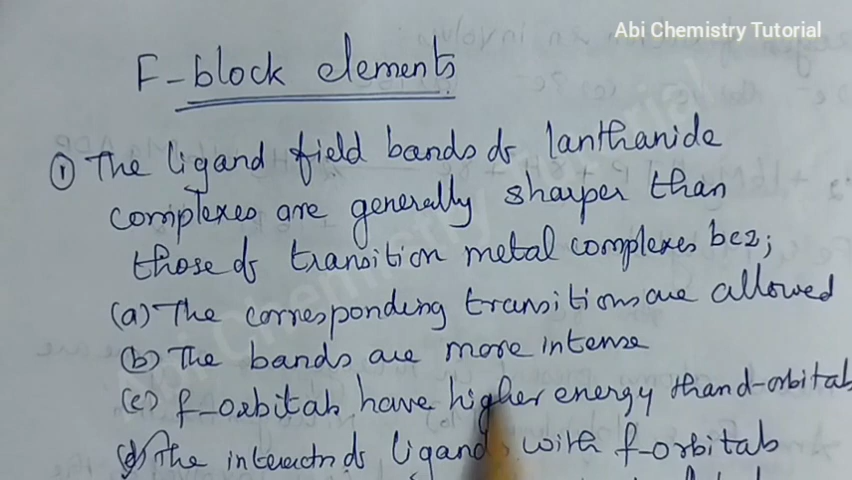 Abi Chemistry Tutorial
F-block elements
① The ligand field bands of lanthanide
complexes are generally sharper than
those of transition metal complexes bcz;
(a) The corresponding transitions are allowed
(b) The bands are more intense
(c) f-orbitals have higher energy than d-orbitals
(d) The interactn of ligands with f-orbitals